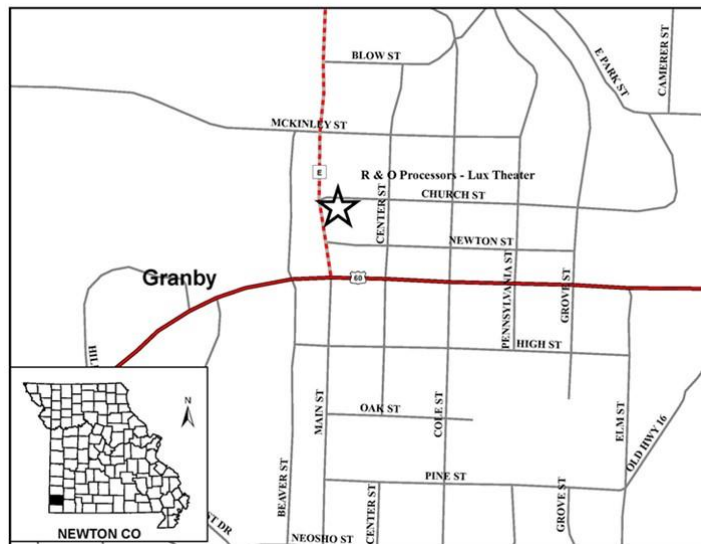 BLOW ST
E PARK ST
CAMERER ST
MCKINLEY ST
E
R & O Processors - Lux Theater
CHURCH ST
CENTER ST
NEWTON ST
Granby
60
PENNSYLVANIA ST
GROVE ST
HIGH ST
MAIN ST
OAK ST
COLE ST
ELM ST
OLD HWY 16
N
BEAVER ST
PINE ST
CENTER ST
GROVE ST
ST DR
NEWTON CO
NEOSHO ST